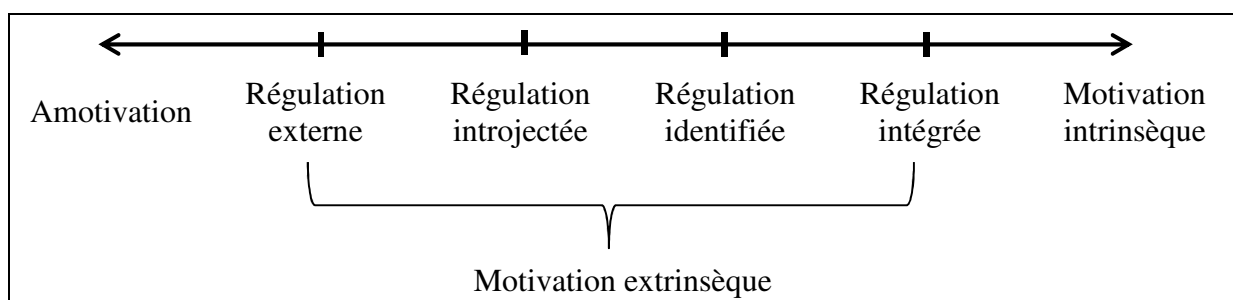 Amotivation
Régulation
externe
Régulation
introjectée
Régulation
identifiée
Régulation
intégrée
Motivation
intrinsèque
Motivation extrinsèque